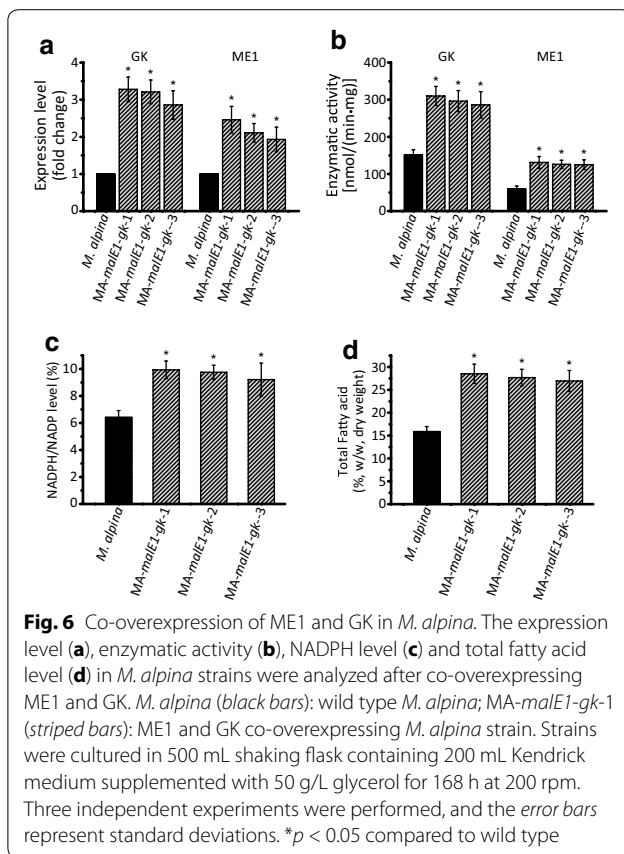 a
GK
ME1
Expression level
(fold change)
4
3
2
1
0
* * * * * *
M. alpina
MA-malE1-gk-1
MA-malE1-gk-2
MA-malE1-gk--3
M. alpina
MA-malE1-gk-1
MA-malE1-gk-2
MA-malE1-gk--3
b
GK
ME1
Enzymatic activity
[nmol/(min•mg)]
400
300
200
100
50
0
* * * * * *
M. alpina
MA-malE1-gk-1
MA-malE1-gk-2
MA-malE1-gk--3
M. alpina
MA-malE1-gk-1
MA-malE1-gk-2
MA-malE1-gk--3
c
NADPH/NADP level (%)
10
8
6
4
2
0
* * *
M. alpina
MA-malE1-gk-1
MA-malE1-gk-2
MA-malE1-gk--3
d
Total Fatty acid
(%, w/w, dry weight)
30
25
20
15
10
5
0
* * *
M. alpina
MA-malE1-gk-1
MA-malE1-gk-2
MA-malE1-gk--3
Fig. 6 Co-overexpression of ME1 and GK in M. alpina. The expression
level (a), enzymatic activity (b), NADPH level (c) and total fatty acid
level (d) in M. alpina strains were analyzed after co-overexpressing
ME1 and GK. M. alpina (black bars): wild type M. alpina; MA-malE1-gk-1
(striped bars): ME1 and GK co-overexpressing M. alpina strain. Strains
were cultured in 500 mL shaking flask containing 200 mL Kendrick
medium supplemented with 50 g/L glycerol for 168 h at 200 rpm.
Three independent experiments were performed, and the error bars
represent standard deviations. *p < 0.05 compared to wild type